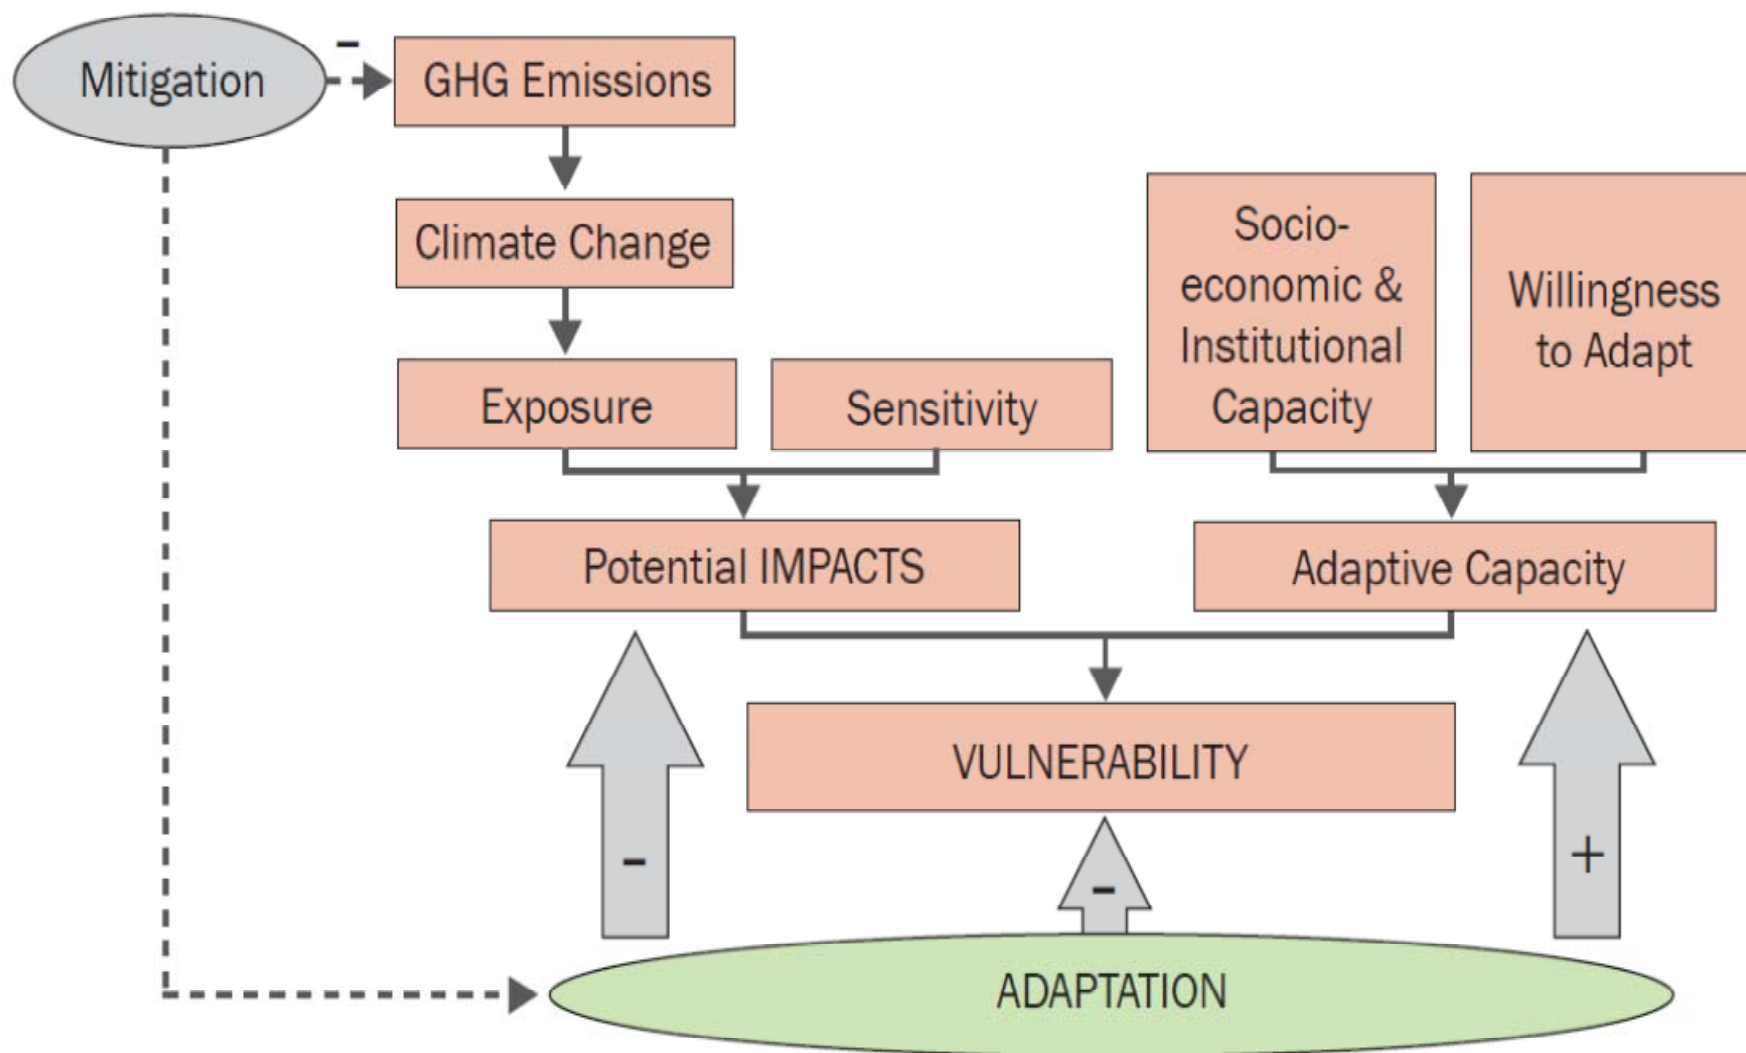 Mitigation
-
GHG Emissions
Climate Change
Exposure
Sensitivity
Socio-
economic &
Institutional
Capacity
Willingness
to Adapt
Potential IMPACTS
Adaptive Capacity
VULNERABILITY
-
-
+
ADAPTATION